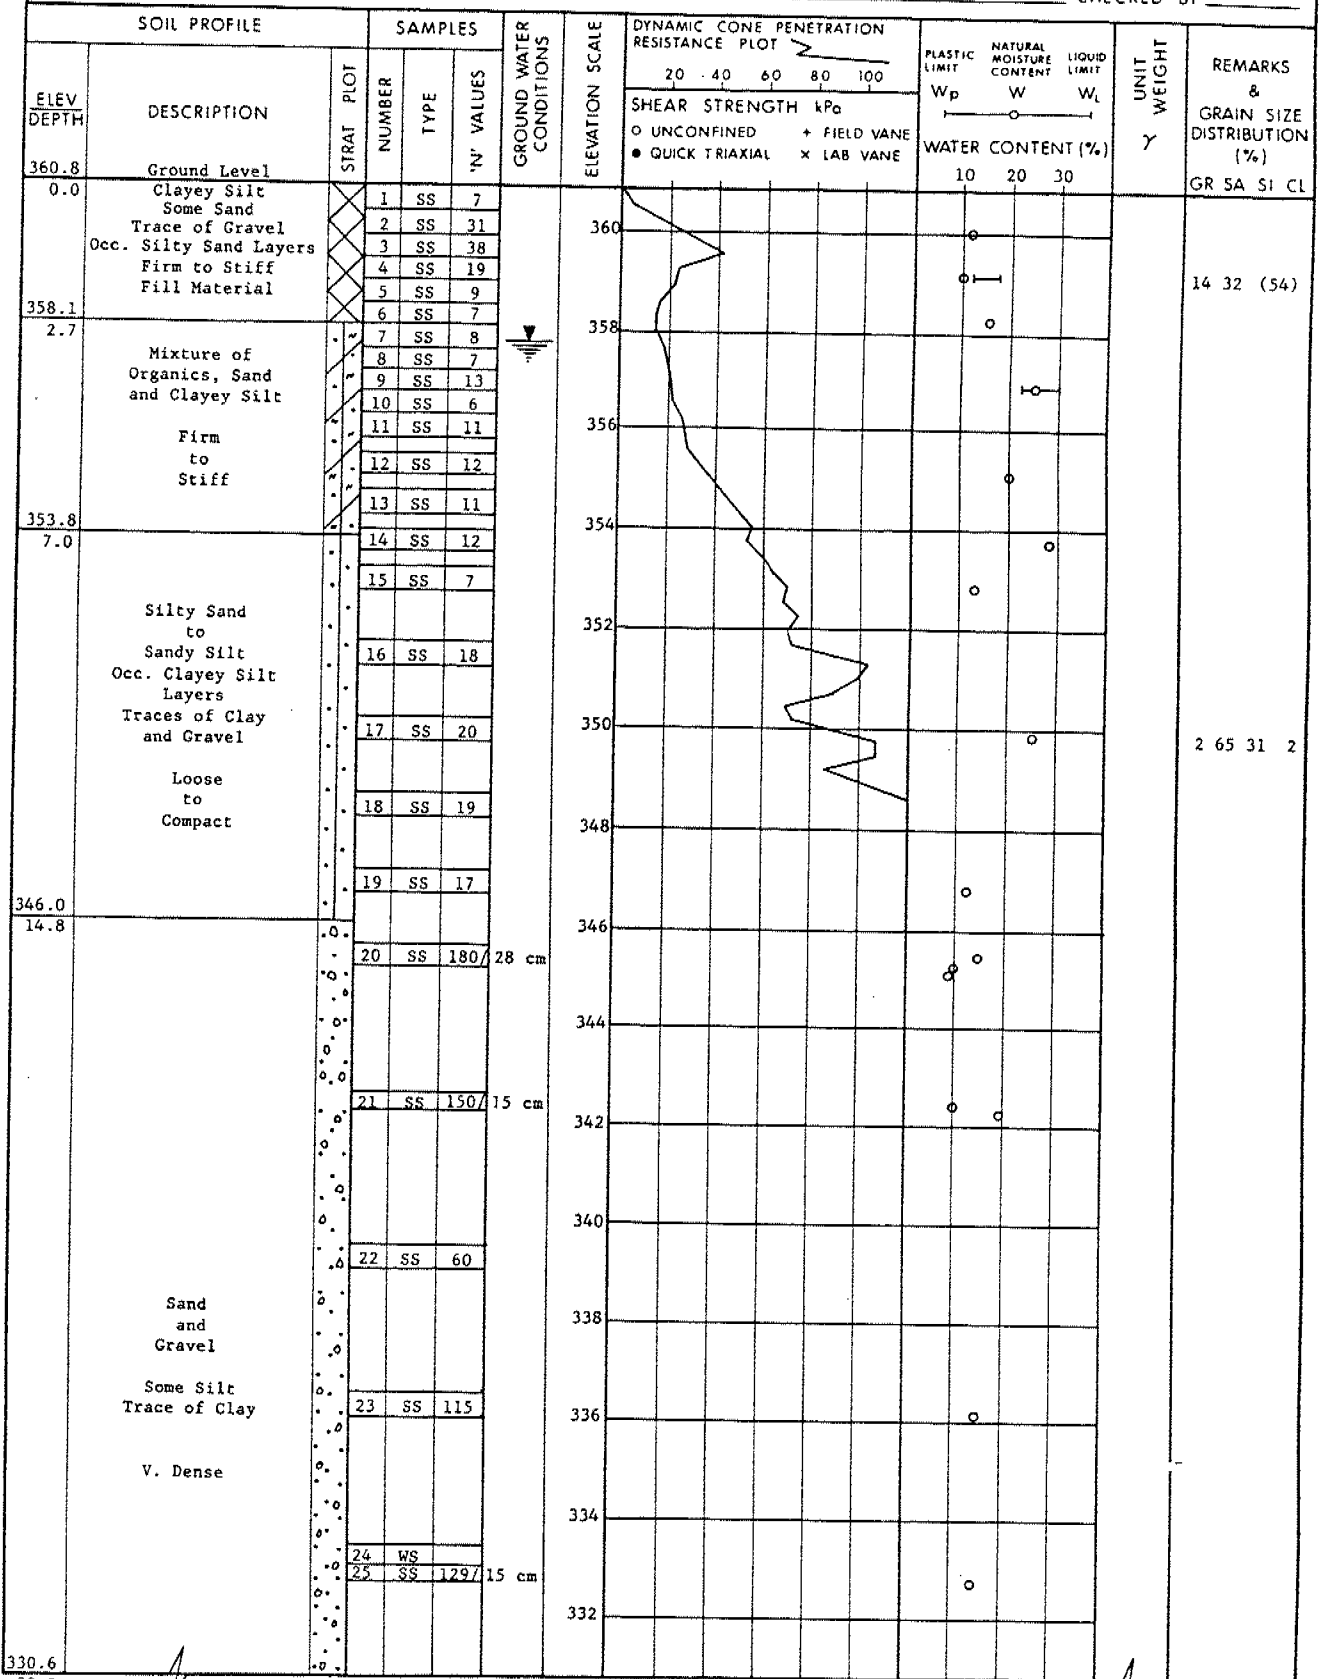 SOIL PROFILE
SAMPLES
GROUND WATER CONDITIONS
ELEVATION SCALE
DYNAMIC CONE PENETRATION
RESISTANCE PLOT
20 40 60 80 100
SHEAR STRENGTH kPa
○ UNCONFINED + FIELD VANE
● QUICK TRIAXIAL × LAB VANE
PLASTIC LIMIT
NATURAL MOISTURE CONTENT
LIQUID LIMIT
Wp W WL
WATER CONTENT (%)
10 20 30
UNIT WEIGHT
γ
REMARKS
&
GRAIN SIZE
DISTRIBUTION
(%)
GR SA SI CL
ELEV
DEPTH
DESCRIPTION
STRAT PLOT
NUMBER
TYPE
'N' VALUES
360.8 Ground Level
0.0
Clayey Silt
Some Sand
Trace of Gravel
Occ. Silty Sand Layers
Firm to Stiff
Fill Material
358.1
2.7
Mixture of
Organics, Sand
and Clayey Silt
Firm
to
Stiff
353.8
7.0
Silty Sand
to
Sandy Silt
Occ. Clayey Silt
Layers
Traces of Clay
and Gravel
Loose
to
Compact
346.0
14.8
Sand
and
Gravel
Some Silt
Trace of Clay
V. Dense
330.6
1 SS 7
2 SS 31
3 SS 38
4 SS 19
5 SS 9
6 SS 7
7 SS 8
8 SS 7
9 SS 13
10 SS 6
11 SS 11
12 SS 12
13 SS 11
14 SS 12
15 SS 7
16 SS 18
17 SS 20
18 SS 19
19 SS 17
20 SS 180/ 28 cm
21 SS 150/ 15 cm
22 SS 60
23 SS 115
24 WS
25 SS 129/ 15 cm
360
358
356
354
352
350
348
346
344
342
340
338
336
334
332
14 32 (54)
2 65 31 2